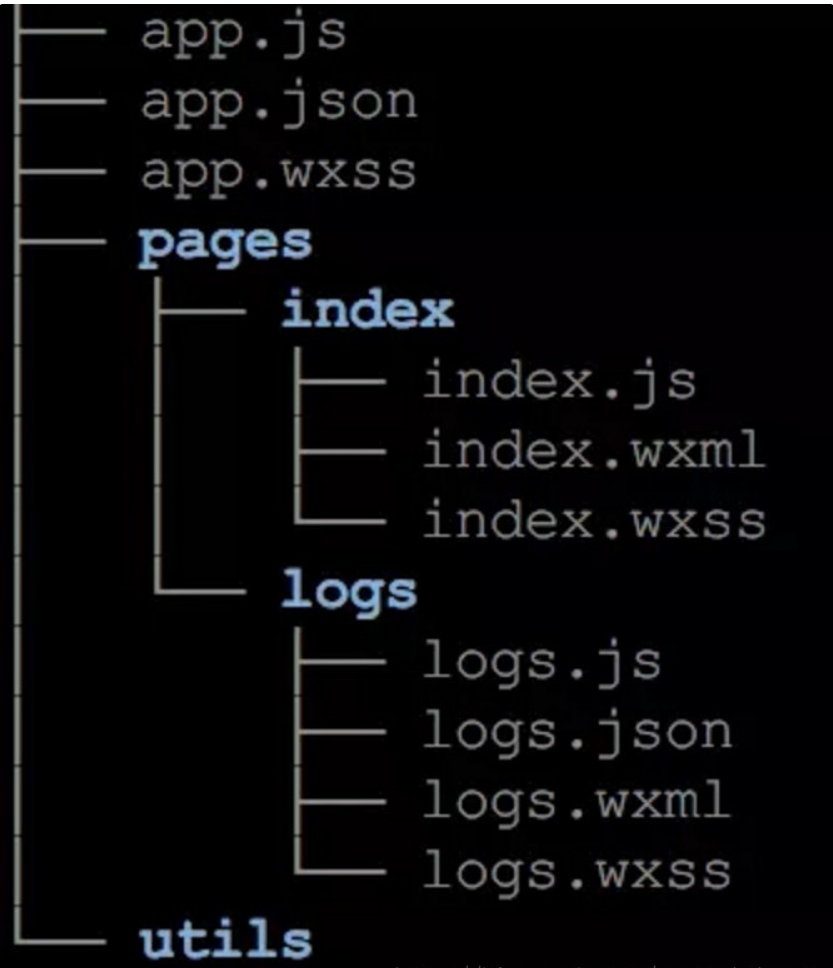 app.js
app.json
app.wxss
pages
index
index.js
index.wxml
index.wxss
logs
logs.js
logs.json
logs.wxml
logs.wxss
utils